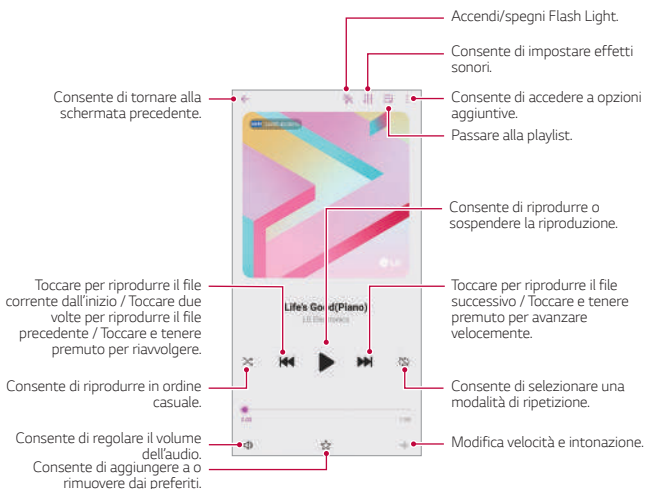 Accendi/spegni Flash Light.
Consente di impostare effetti
sonori.
Consente di tornare alla
schermata precedente.
Consente di accedere a opzioni
aggiuntive.
Passare alla playlist.
Consente di riprodurre o
sospendere la riproduzione.
LG
Toccare per riprodurre il file
corrente dall'inizio / Toccare due
volte per riprodurre il file
precedente / Toccare e tenere
premuto per riavvolgere.
Life's Good(Piano)
LG Electronics
Toccare per riprodurre il file
successivo / Toccare e tenere
premuto per avanzare
velocemente.
Consente di riprodurre in ordine
casuale.
Consente di selezionare una
modalità di ripetizione.
0:00
Consente di regolare il volume
dell'audio.
Modifica velocità e intonazione.
Consente di aggiungere a o
rimuovere dai preferiti.